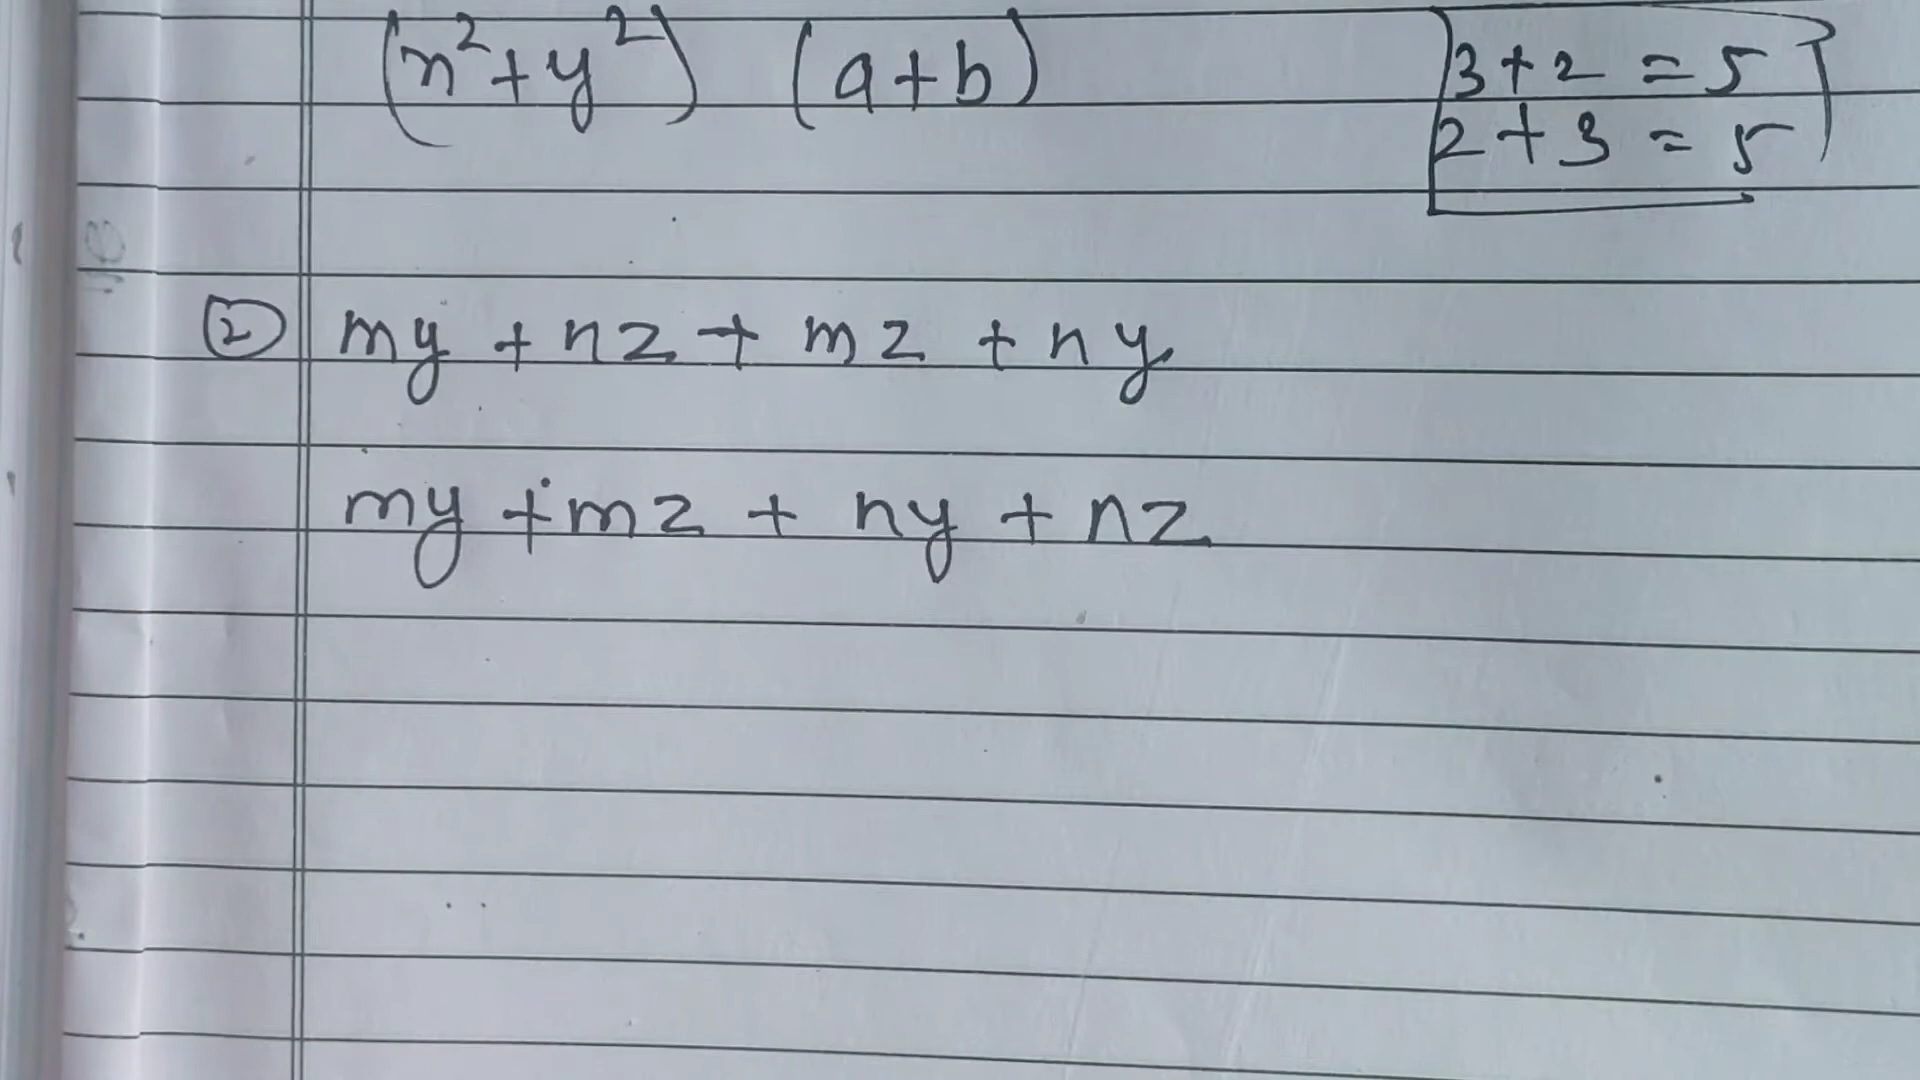 (x²+y²) (a+b)
3+2 = 5
2+3 = 5
② my + nz + mz + ny
my + mz + ny + nz